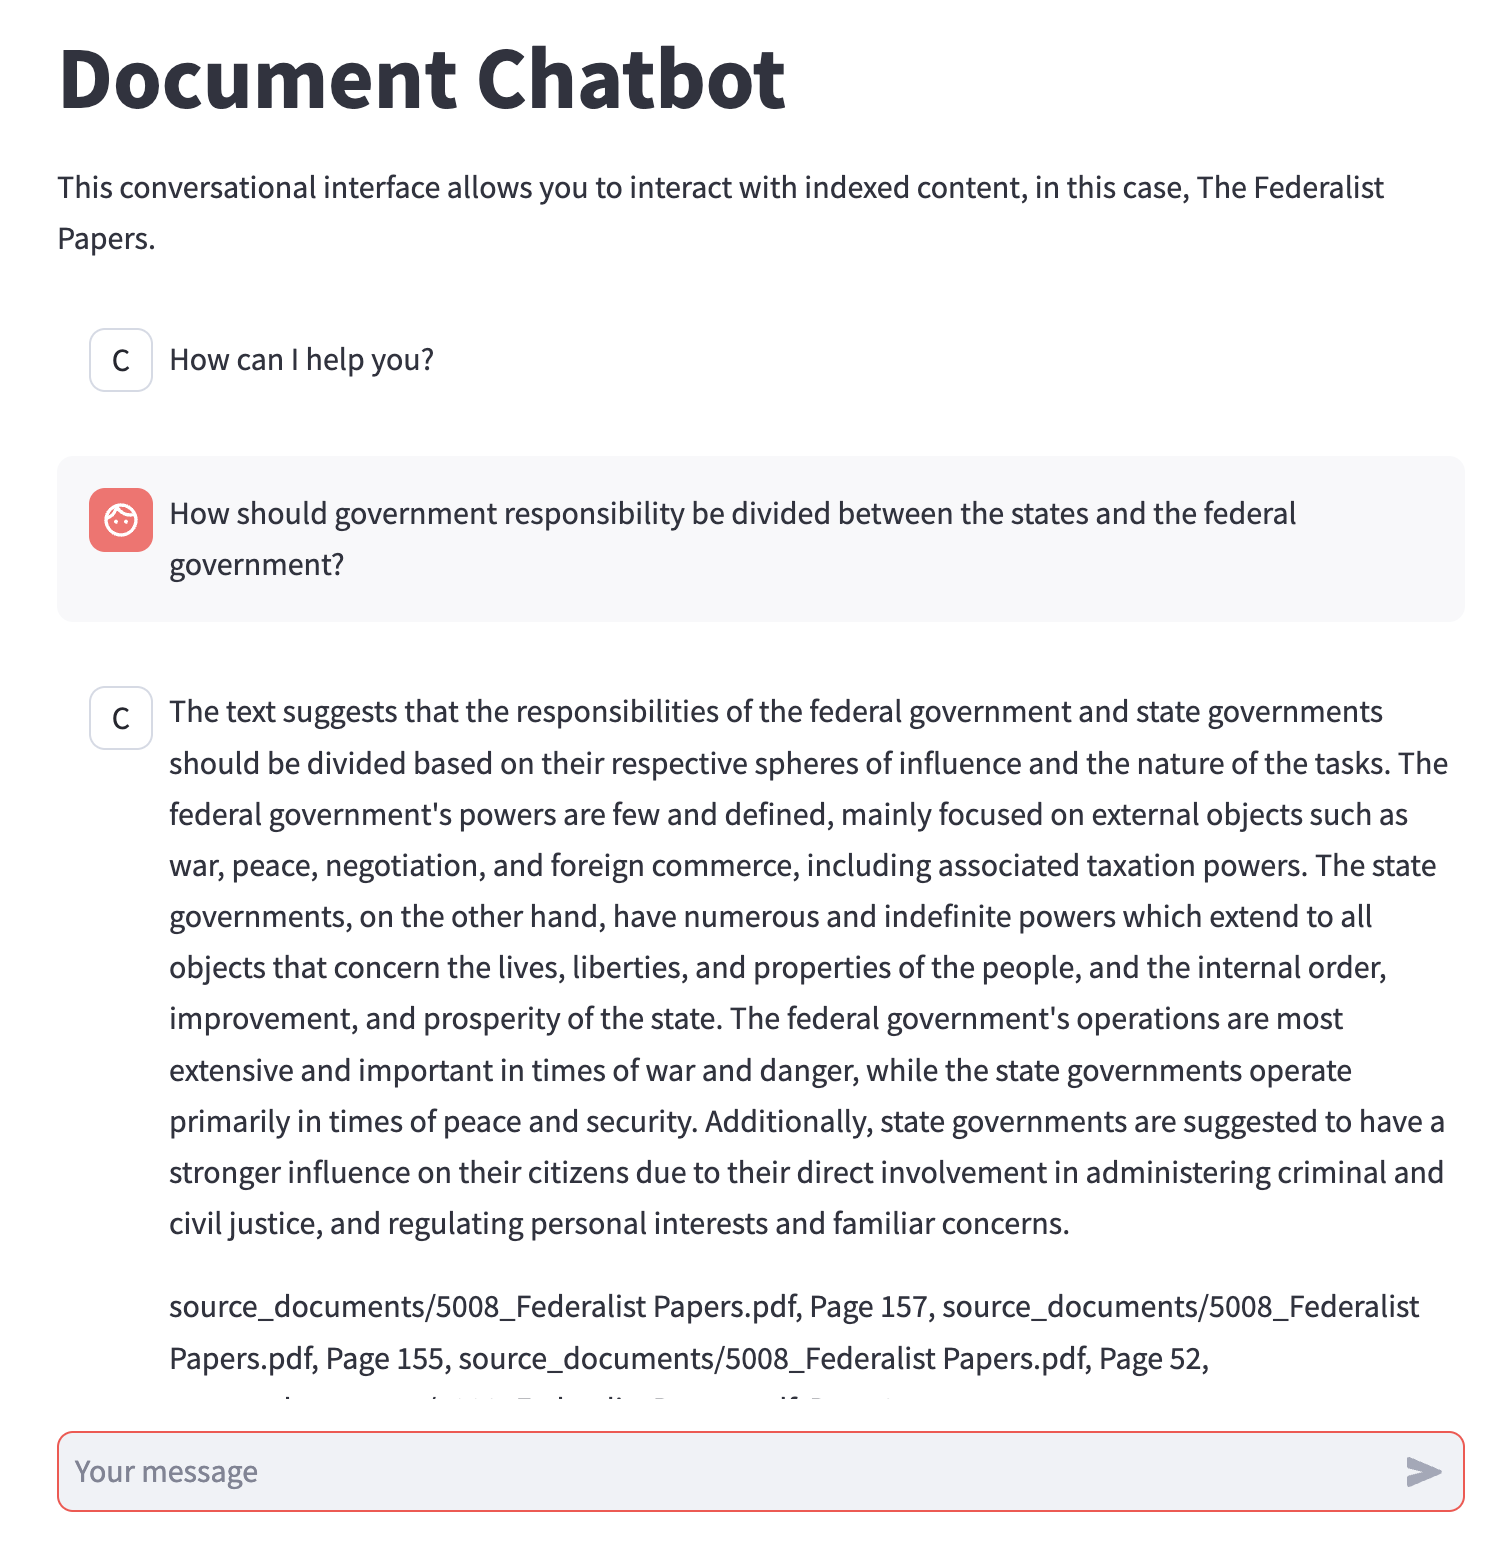 Document Chatbot
This conversational interface allows you to interact with indexed content, in this case, The Federalist
Papers.
C
How can I help you?
How should government responsibility be divided between the states and the federal
government?
C
The text suggests that the responsibilities of the federal government and state governments
should be divided based on their respective spheres of influence and the nature of the tasks. The
federal government's powers are few and defined, mainly focused on external objects such as
war, peace, negotiation, and foreign commerce, including associated taxation powers. The state
governments, on the other hand, have numerous and indefinite powers which extend to all
objects that concern the lives, liberties, and properties of the people, and the internal order,
improvement, and prosperity of the state. The federal government's operations are most
extensive and important in times of war and danger, while the state governments operate
primarily in times of peace and security. Additionally, state governments are suggested to have a
stronger influence on their citizens due to their direct involvement in administering criminal and
civil justice, and regulating personal interests and familiar concerns.
source_documents/5008_Federalist Papers.pdf, Page 157, source_documents/5008_Federalist
Papers.pdf, Page 155, source_documents/5008_Federalist Papers.pdf, Page 52,
Your message